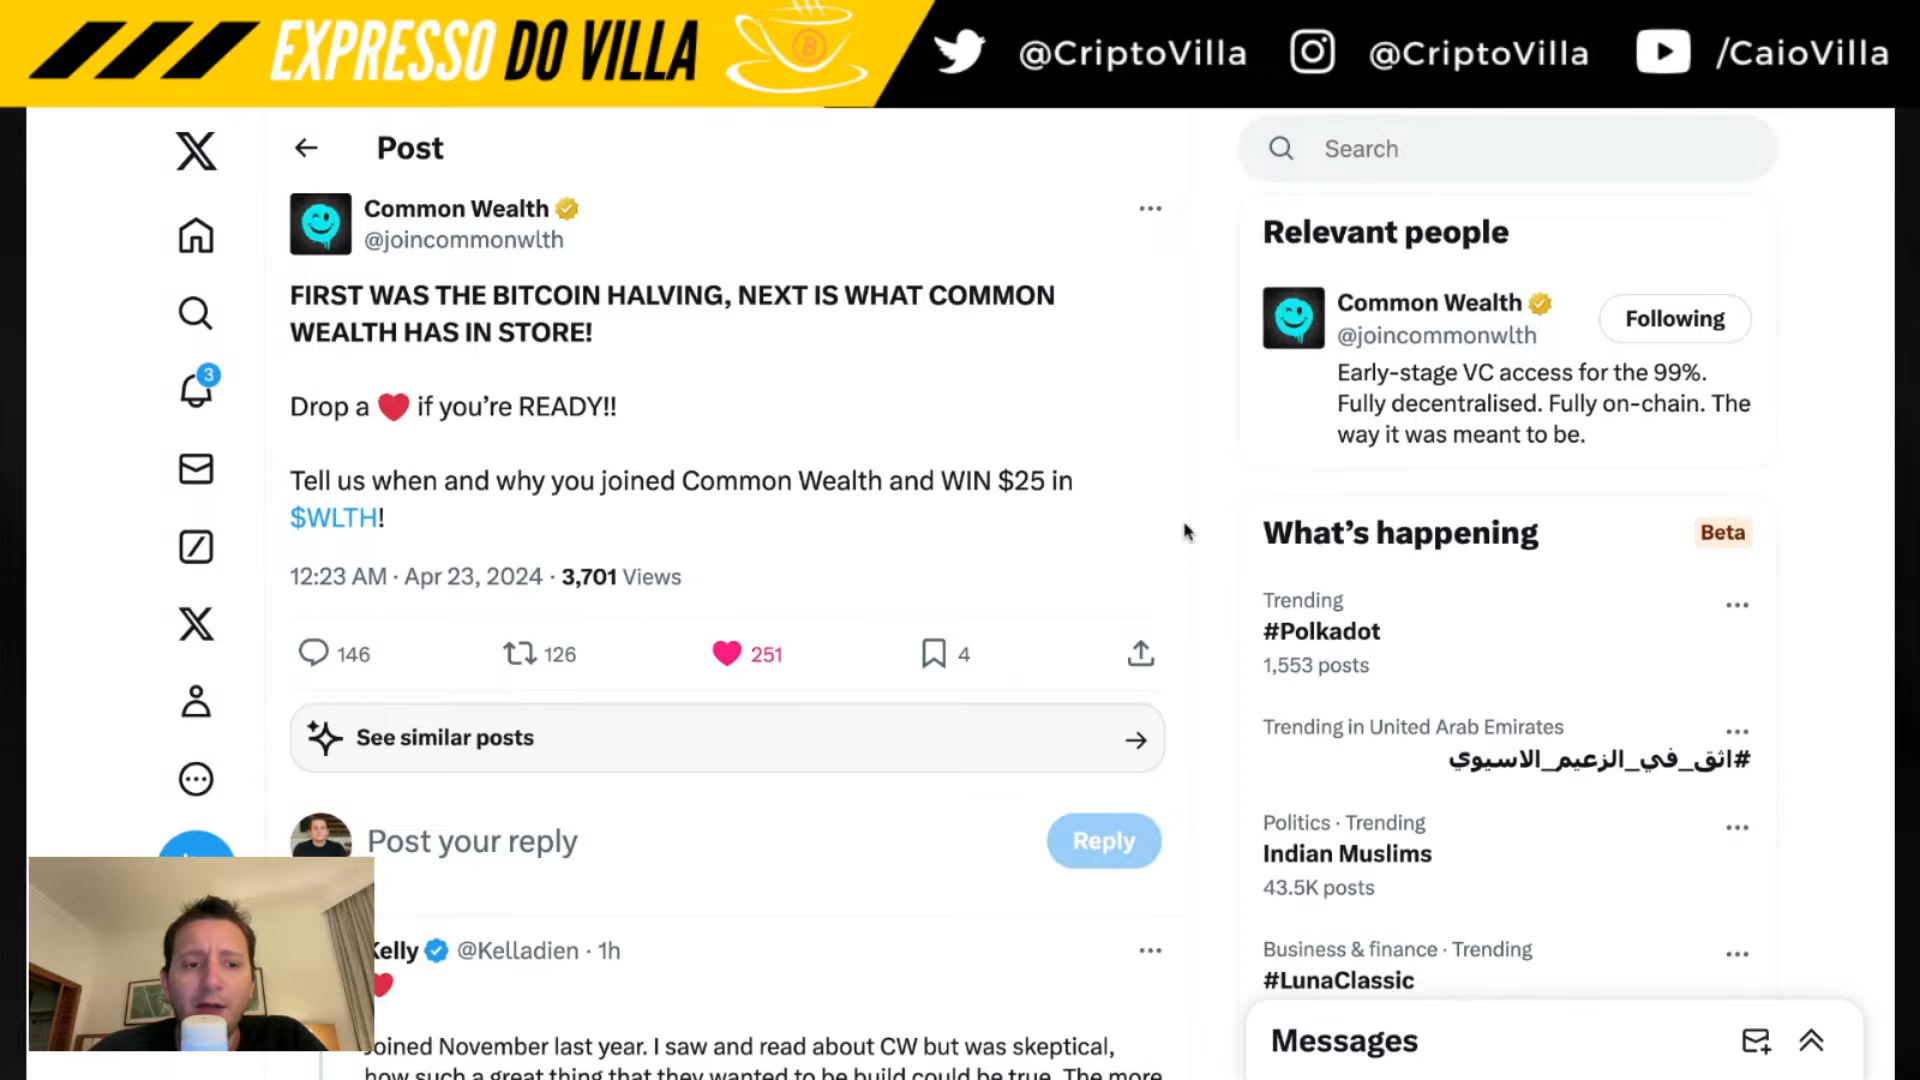 EXPRESSO DO VILLA
@CriptoVilla
@CriptoVilla
/CaioVilla
Post
Search
Common Wealth
@joincommonwlth
FIRST WAS THE BITCOIN HALVING, NEXT IS WHAT COMMON
WEALTH HAS IN STORE!
Drop a ❤️ if you’re READY!!
Tell us when and why you joined Common Wealth and WIN $25 in
$WLTH!
12:23 AM · Apr 23, 2024 · 3,701 Views
146
126
251
4
See similar posts
Post your reply
Reply
Kelly @Kelladien · 1h
joined November last year. I saw and read about CW but was skeptical,
how such a great thing that they wanted to be build could be true. The more
3
Relevant people
Common Wealth
@joincommonwlth
Following
Early-stage VC access for the 99%.
Fully decentralised. Fully on-chain. The
way it was meant to be.
What’s happening
Beta
Trending
#Polkadot
1,553 posts
Trending in United Arab Emirates
#اثق_في_الزعيم_الاسيوي
Politics · Trending
Indian Muslims
43.5K posts
Business & finance · Trending
#LunaClassic
Messages